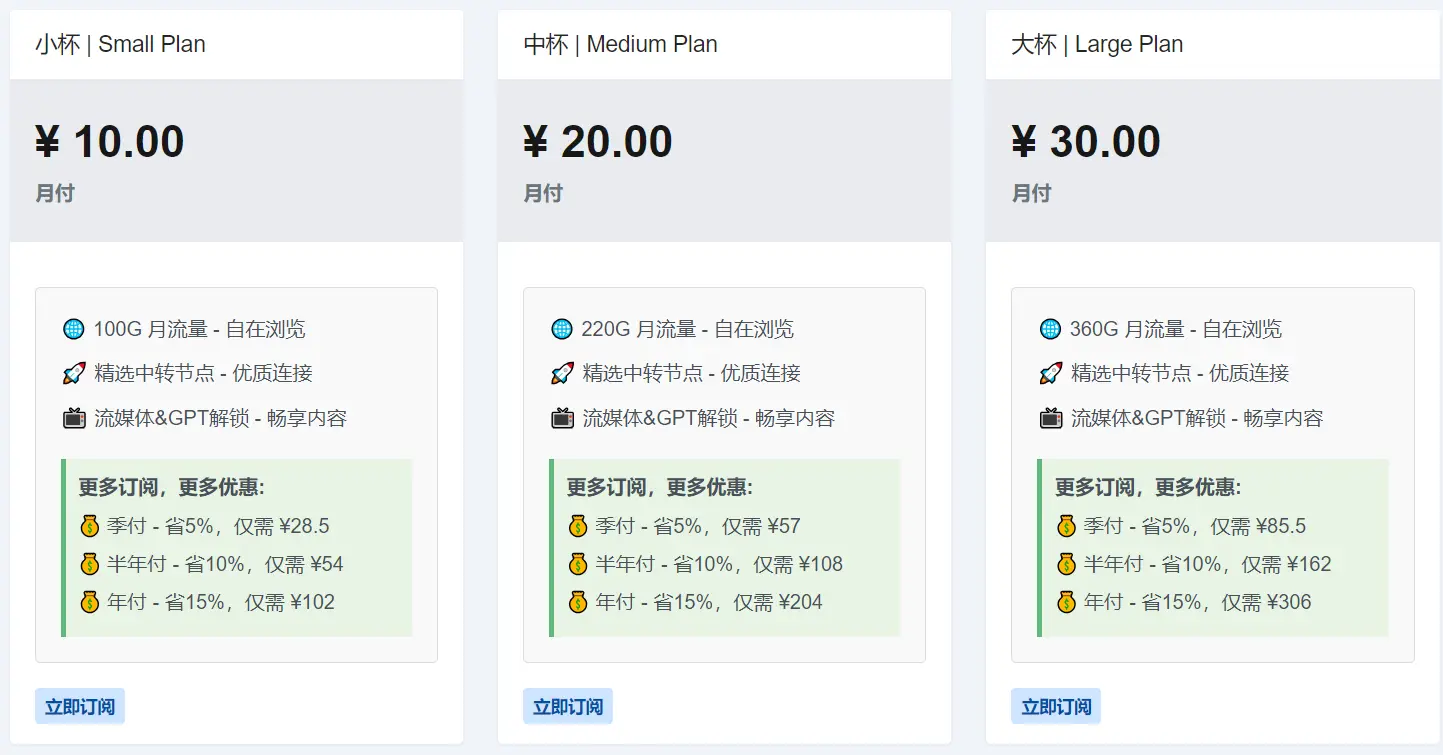 小杯 | Small Plan
¥ 10.00
月付
🌐 100G 月流量 - 自在浏览
🚀 精选中转节点 - 优质连接
📺 流媒体&GPT解锁 - 畅享内容
更多订阅，更多优惠:
💰 季付 - 省5%，仅需 ¥28.5
💰 半年付 - 省10%，仅需 ¥54
💰 年付 - 省15%，仅需 ¥102
立即订阅
中杯 | Medium Plan
¥ 20.00
月付
🌐 220G 月流量 - 自在浏览
🚀 精选中转节点 - 优质连接
📺 流媒体&GPT解锁 - 畅享内容
更多订阅，更多优惠:
💰 季付 - 省5%，仅需 ¥57
💰 半年付 - 省10%，仅需 ¥108
💰 年付 - 省15%，仅需 ¥204
立即订阅
大杯 | Large Plan
¥ 30.00
月付
🌐 360G 月流量 - 自在浏览
🚀 精选中转节点 - 优质连接
📺 流媒体&GPT解锁 - 畅享内容
更多订阅，更多优惠:
💰 季付 - 省5%，仅需 ¥85.5
💰 半年付 - 省10%，仅需 ¥162
💰 年付 - 省15%，仅需 ¥306
立即订阅